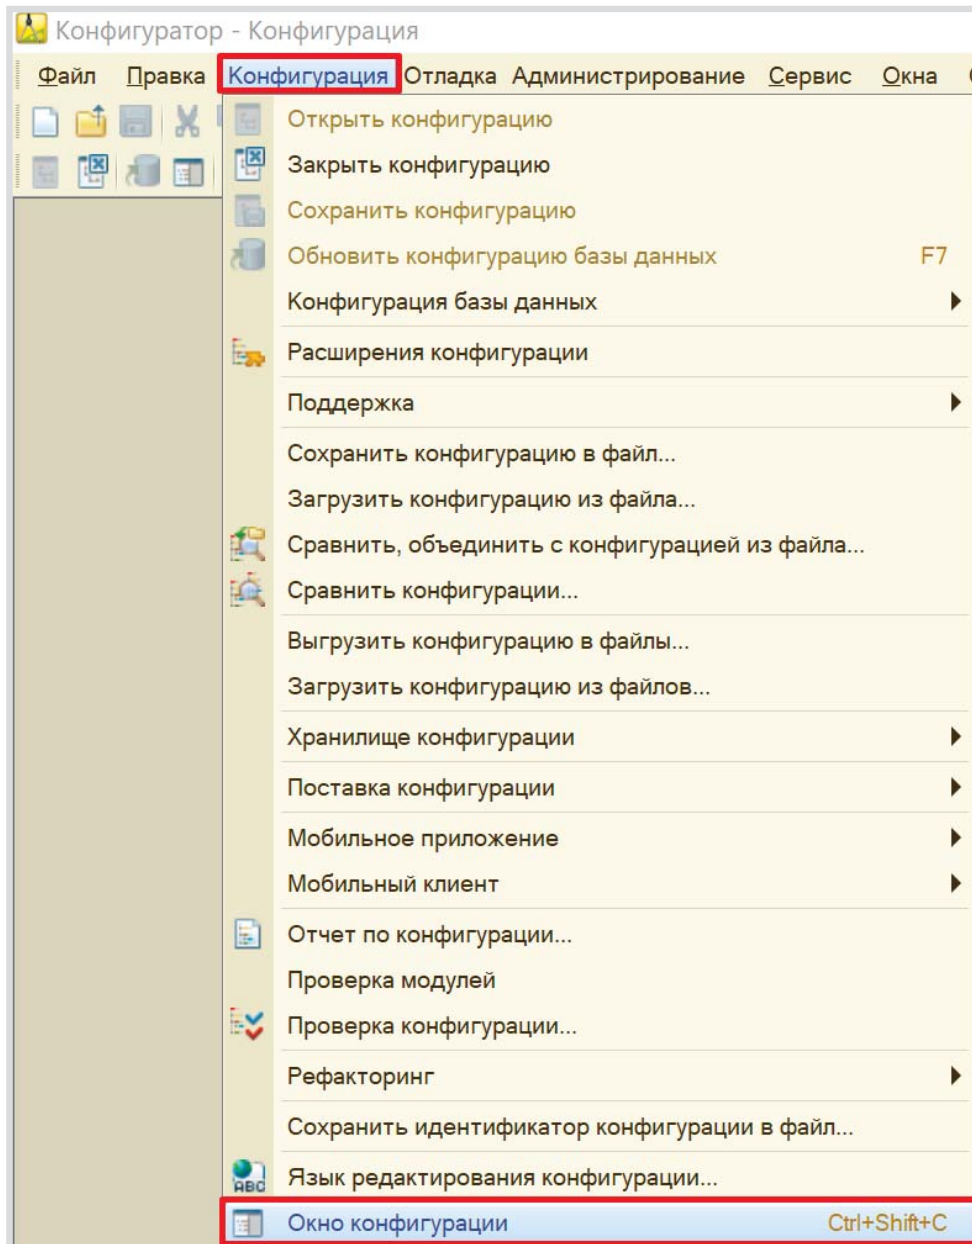 Конфигуратор - Конфигурация
Файл Правка Конфигурация Отладка Администрирование Сервис Окна
Открыть конфигурацию
Закрыть конфигурацию
Сохранить конфигурацию
Обновить конфигурацию базы данных F7
Конфигурация базы данных
Расширения конфигурации
Поддержка
Сохранить конфигурацию в файл...
Загрузить конфигурацию из файла...
Сравнить, объединить с конфигурацией из файла...
Сравнить конфигурации...
Выгрузить конфигурацию в файлы...
Загрузить конфигурацию из файлов...
Хранилище конфигурации
Поставка конфигурации
Мобильное приложение
Мобильный клиент
Отчет по конфигурации...
Проверка модулей
Проверка конфигурации...
Рефакторинг
Сохранить идентификатор конфигурации в файл...
ABC Язык редактирования конфигурации...
Окно конфигурации Ctrl+Shift+C